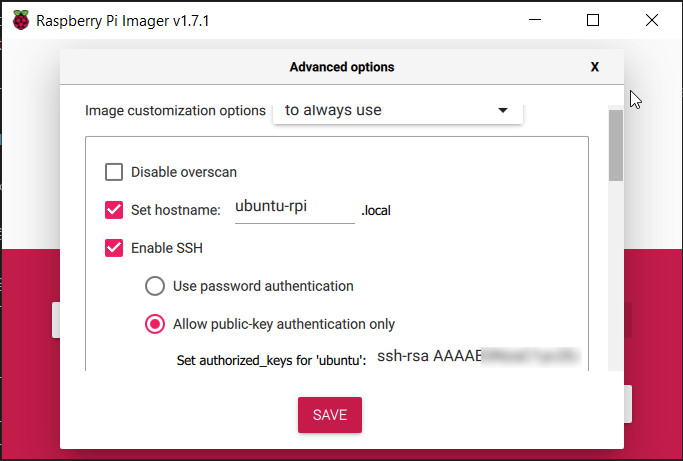 Raspberry Pi Imager v1.7.1
Advanced options X
Image customization options to always use
Disable overscan
Set hostname: ubuntu-rpi .local
Enable SSH
Use password authentication
Allow public-key authentication only
Set authorized_keys for 'ubuntu': ssh-rsa
SAVE